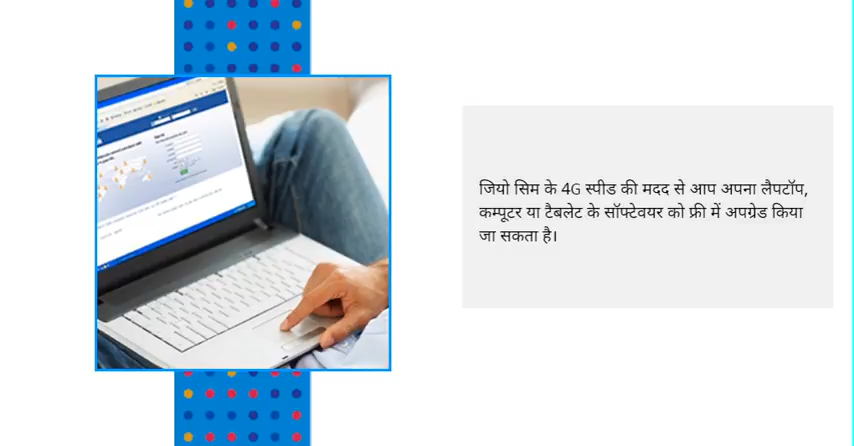 जियो सिम के 4G स्पीड की मदद से आप अपना लैपटॉप,
कम्पूटर या टैबलेट के सॉफ्टेवयर को फ्री में अपग्रेड किया
जा सकता है।